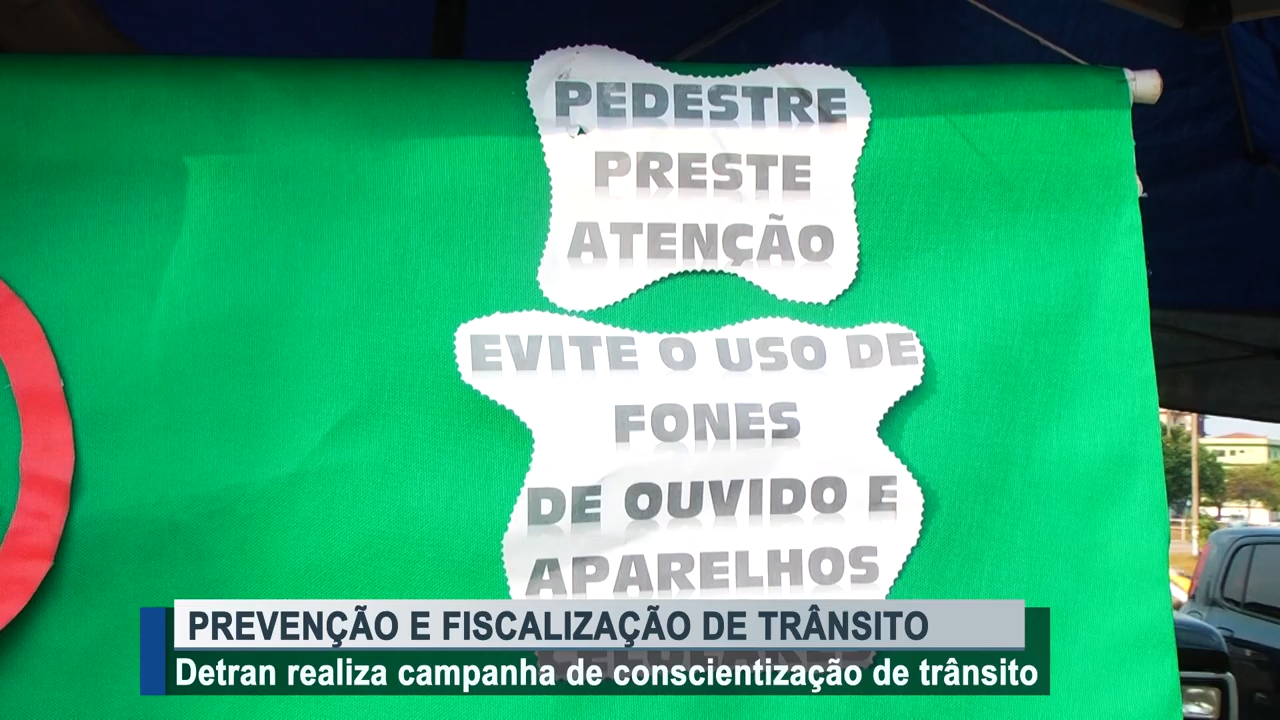 PEDESTRE
PRESTE
ATENÇÃO
EVITE O USO DE
FONES
DE OUVIDO E
APARELHOS
PREVENÇÃO E FISCALIZAÇÃO DE TRÂNSITO
Detran realiza campanha de conscientização de trânsito